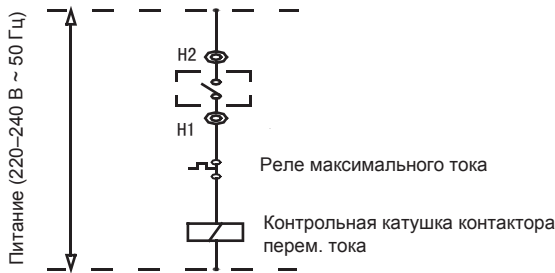 Питание (220–240 В ~ 50 Гц)
H2
H1
Реле максимального тока
Контрольная катушка контактора
перем. тока